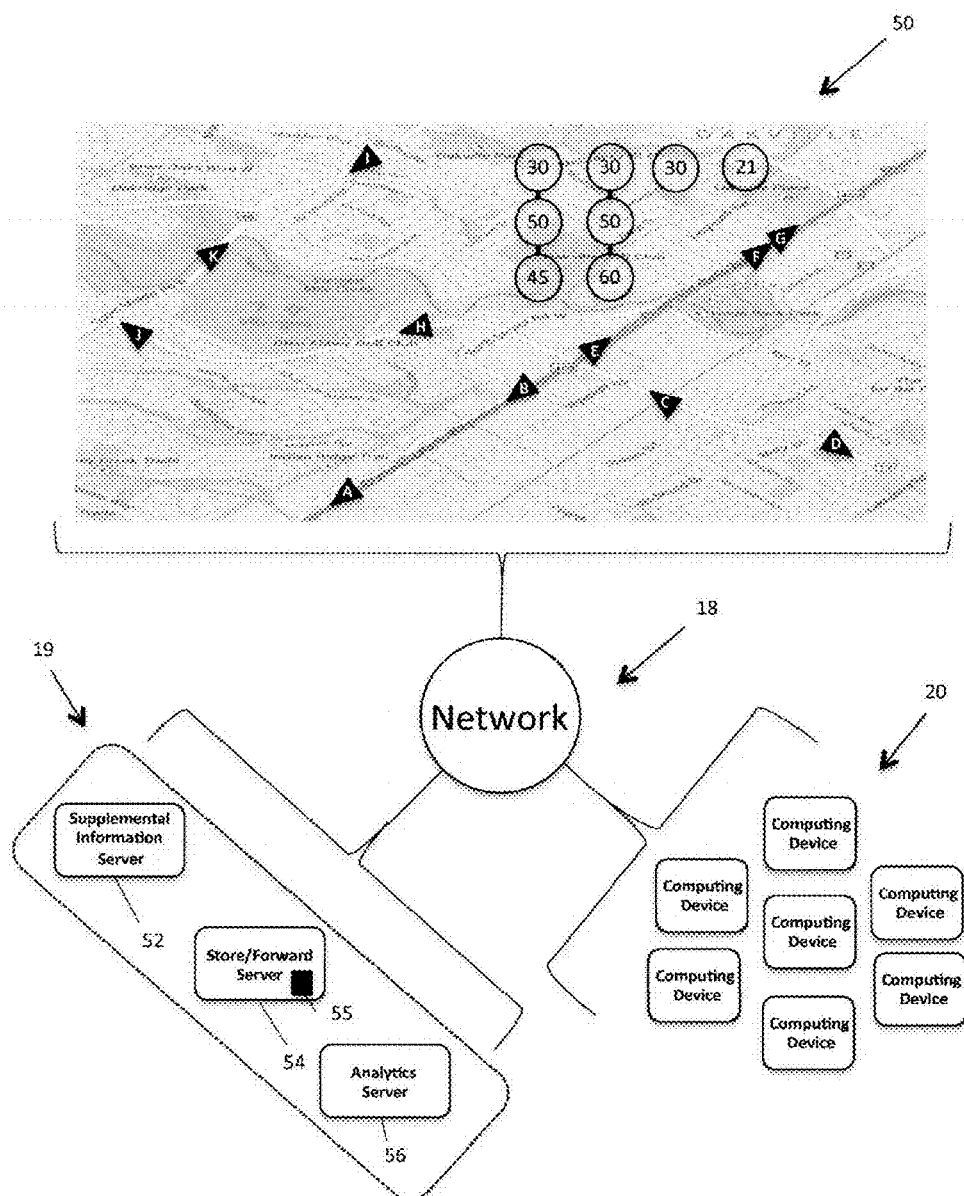 50
OAKVILLE
30 30 30 21
50 50
45 60
I
K
J
H
G
F
E
B
C
D
A
18
19
Network
20
Supplemental
Information
Server
52
Store/Forward
Server
55
54
Analytics
Server
56
Computing
Device
Computing
Device
Computing
Device
Computing
Device
Computing
Device
Computing
Device
Computing
Device